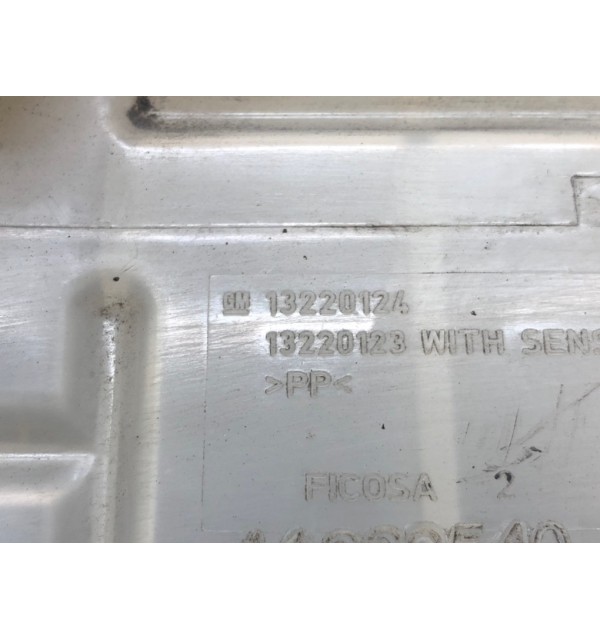 GM 13220124
13220123 WITH SENS
>PP<
FICOSA 2